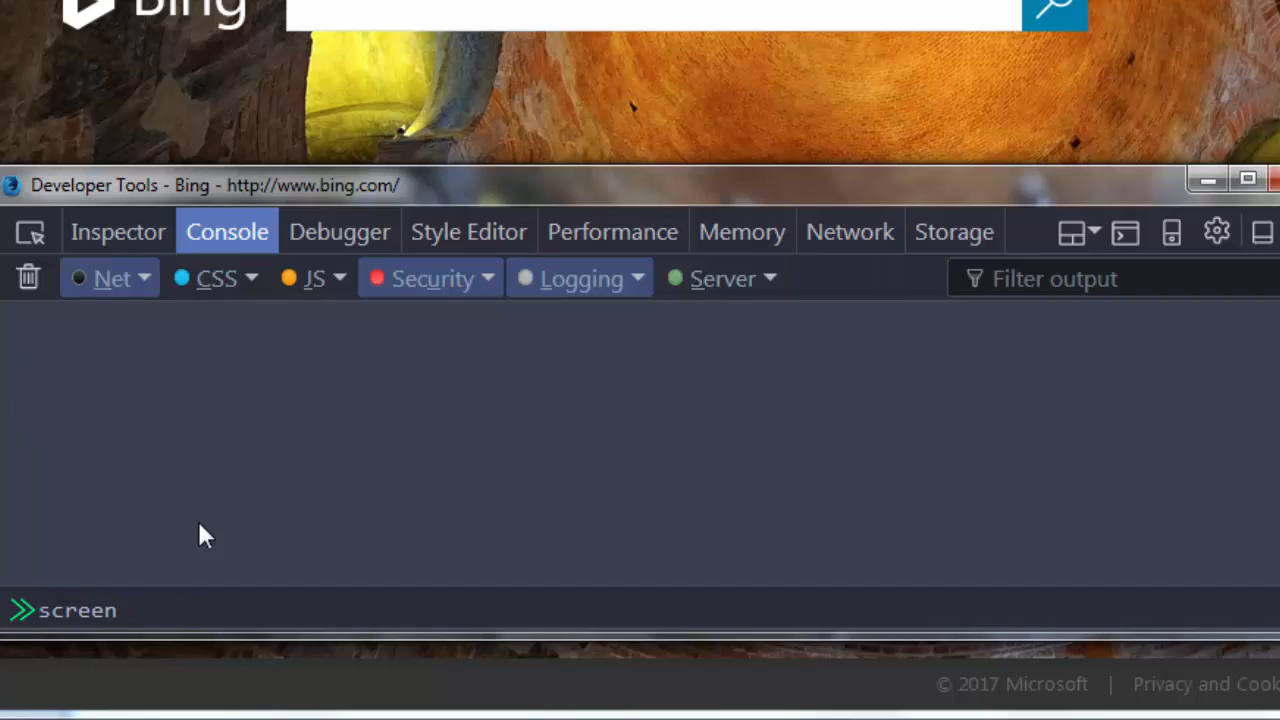 Bing
Developer Tools - Bing - http://www.bing.com/
Inspector Console Debugger Style Editor Performance Memory Network Storage
Net CSS JS Security Logging Server Filter output
screen
© 2017 Microsoft | Privacy and